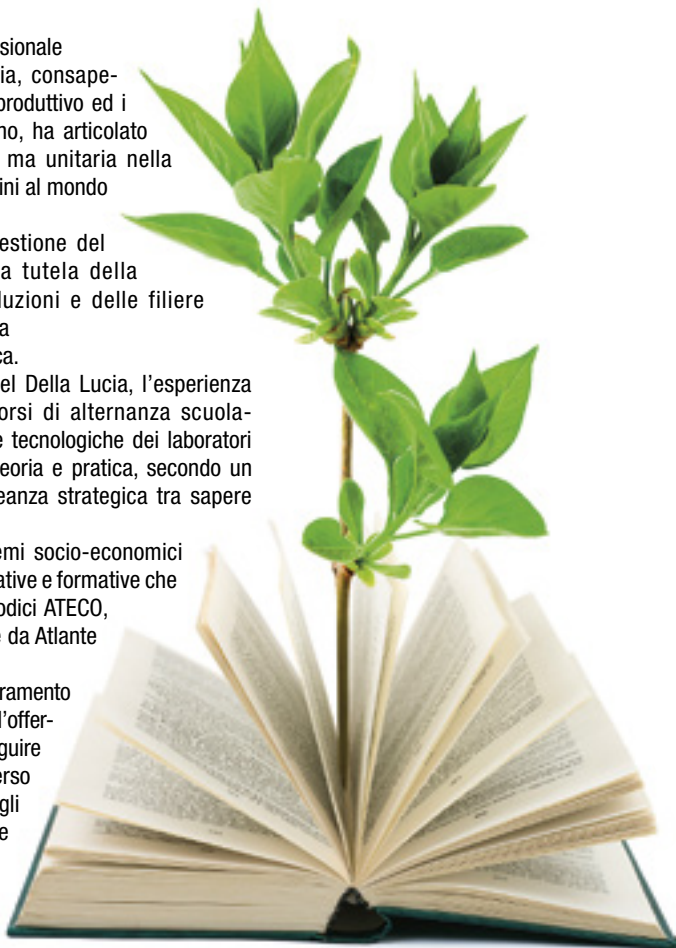 sionale
ia, consape-
produttivo ed i
no, ha articolato
ma unitaria nella
ini al mondo
estione del
a tutela della
luzioni e delle filiere
a
ca.
el Della Lucia, l'esperienza
orsi di alternanza scuola-
e tecnologiche dei laboratori
eoria e pratica, secondo un
eanza strategica tra sapere
emi socio-economici
ative e formative che
odici ATECO,
e da Atlante
ramento
l'offer-
guire
erso
gli
e